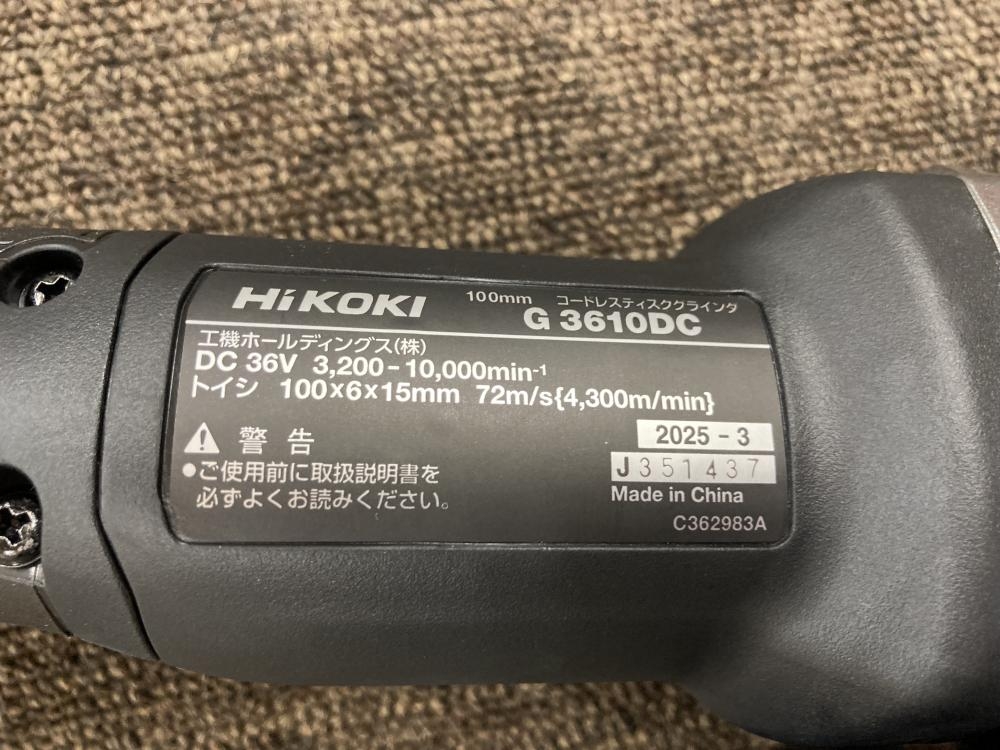 HiKOKI 100mm コードレスディスクグラインダ
G 3610DC
工機ホールディングス(株)
DC 36V 3,200-10,000min-1
トイシ 100×6×15mm 72m/s{4,300m/min}
警告
2025-3
●ご使用前に取扱説明書を
必ずよくお読みください。
J351437
Made in China
C362983A